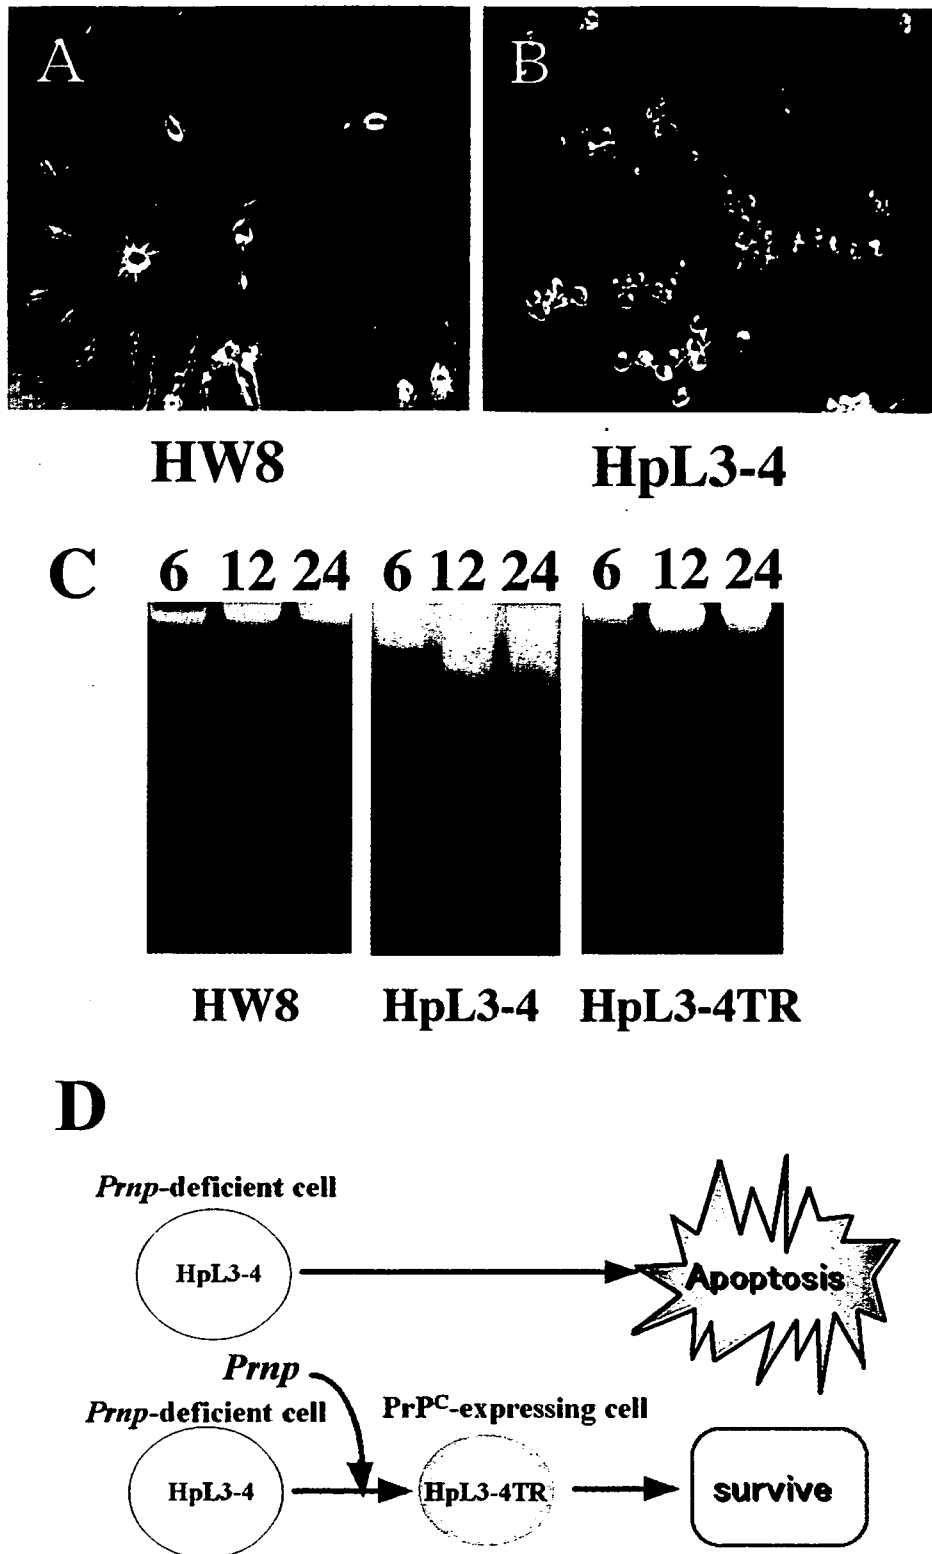 A B
HW8 HpL3-4
C 6 12 24 6 12 24 6 12 24
HW8 HpL3-4 HpL3-4TR
D
Prnp-deficient cell
HpL3-4 Apoptosis
Prnp
Prnp-deficient cell PrPC-expressing cell
HpL3-4 HpL3-4TR survive